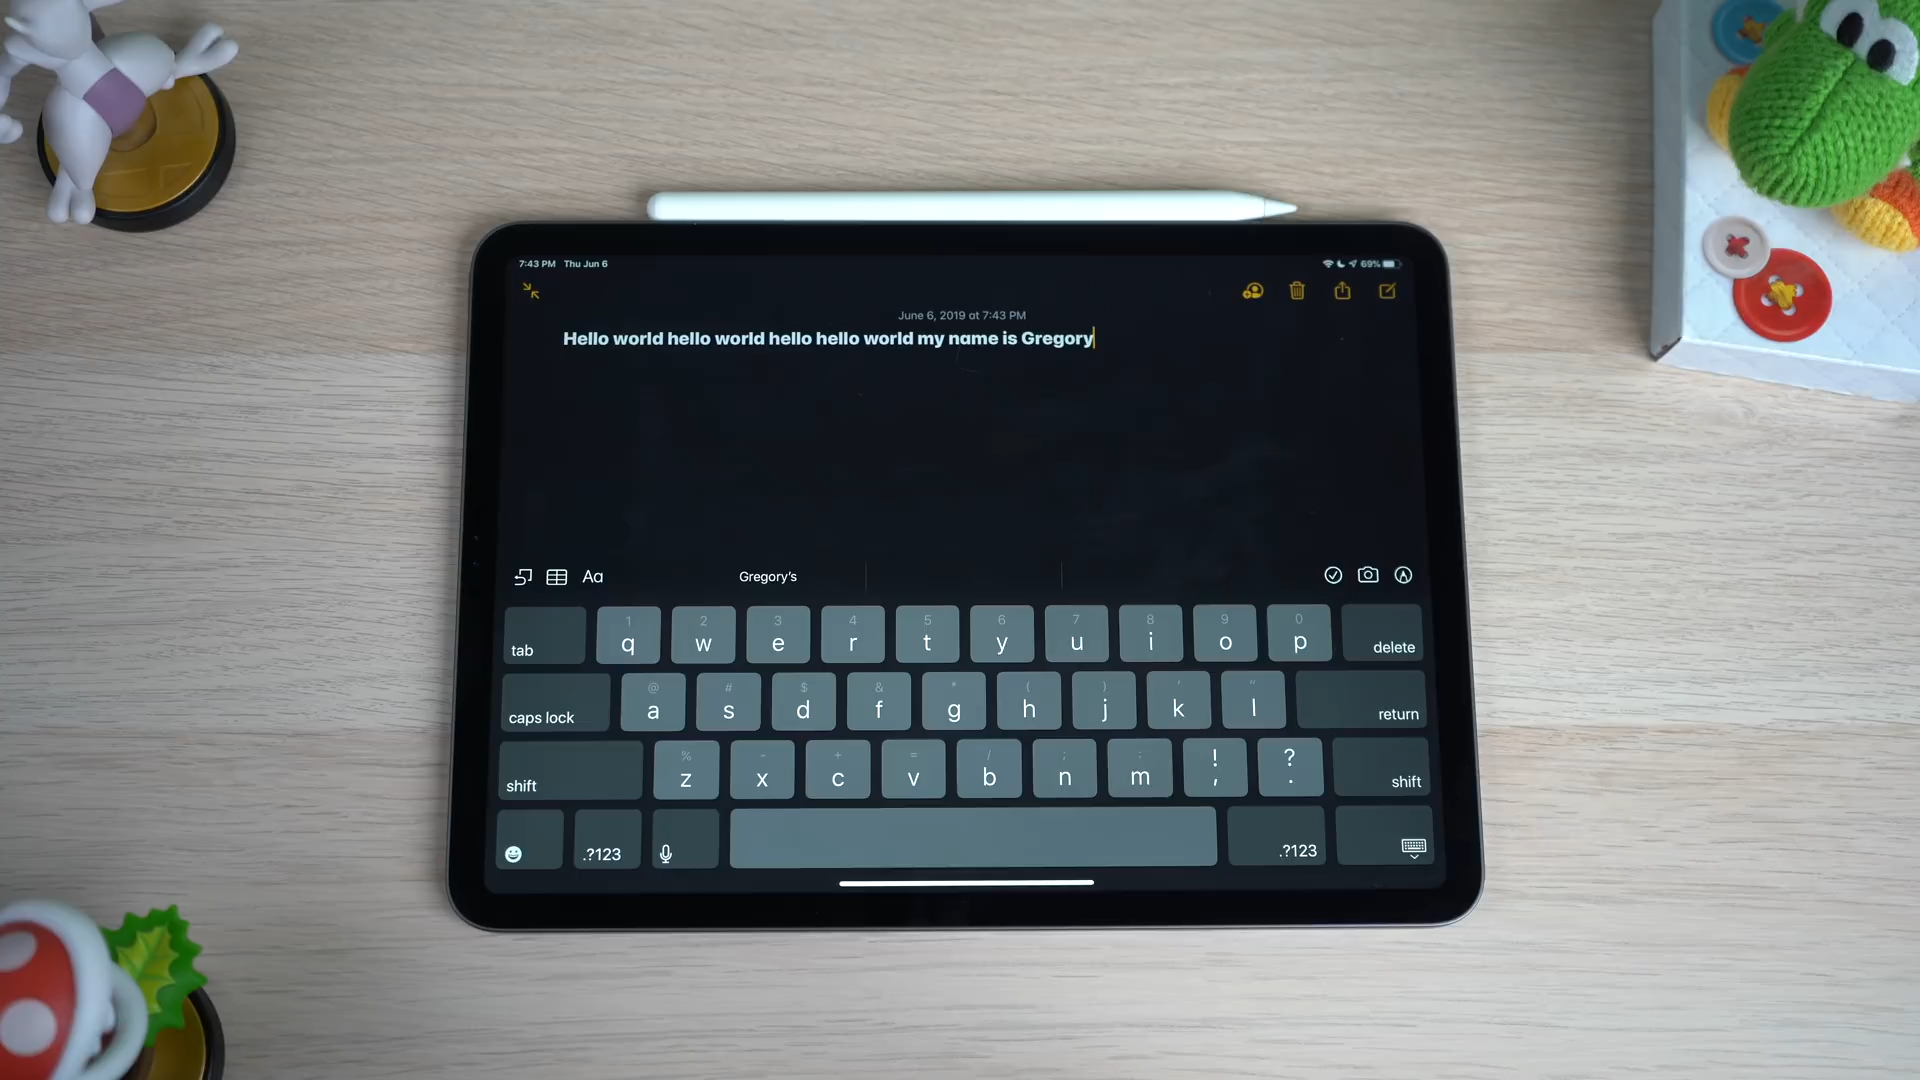 7:43 PM Thu Jun 6
69%
June 6, 2019 at 7:43 PM
Hello world hello world hello hello world my name is Gregory
Aa Gregory's
1 2 3 4 5 6 7 8 9 0
tab q w e r t y u i o p delete
@ # $ & * ( ) ' "
caps lock a s d f g h j k l return
% - + = / ; : ! ?
shift z x c v b n m , . shift
.?123 .?123